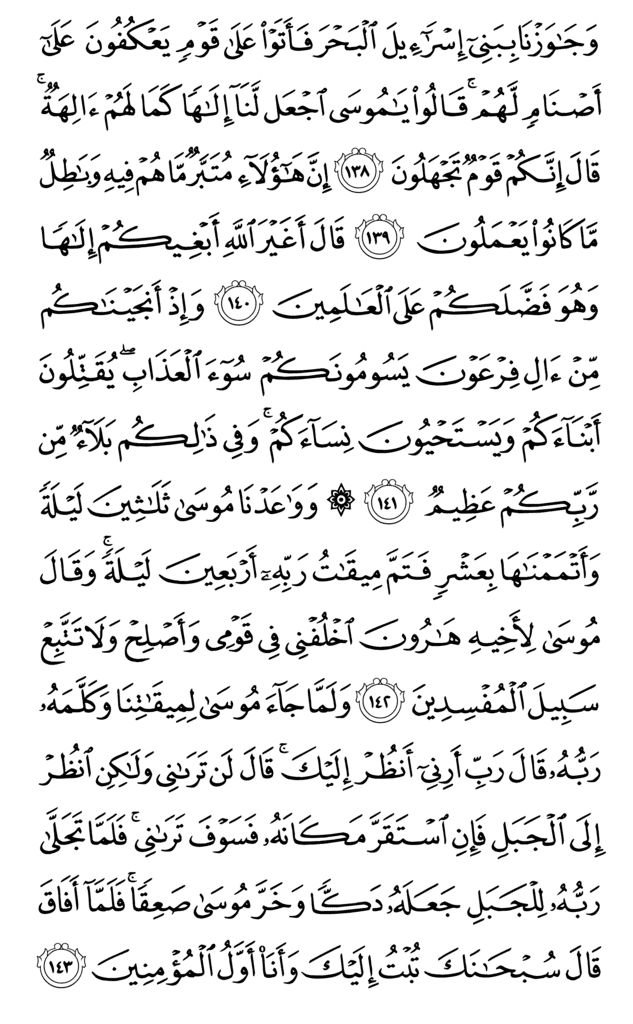 وَجَـٰوَزْنَا بِبَنِىٓ إِسْرَٰٓءِيلَ ٱلْبَحْرَ فَأَتَوْا۟ عَلَىٰ قَوْمٍ يَعْكُفُونَ عَلَىٰٓ
أَصْنَامٍ لَّهُمْ ۚ قَالُوا۟ يَـٰمُوسَى ٱجْعَل لَّنَآ إِلَـٰهًا كَمَا لَهُمْ ءَالِهَةٌ ۚ
قَالَ إِنَّكُمْ قَوْمٌ تَجْهَلُونَ ١٣٨ إِنَّ هَـٰٓؤُلَآءِ مُتَبَّرٌ مَّا هُمْ فِيهِ وَبَـٰطِلٌ
مَّا كَانُوا۟ يَعْمَلُونَ ١٣٩ قَالَ أَغَيْرَ ٱللَّهِ أَبْغِيكُمْ إِلَـٰهًا
وَهُوَ فَضَّلَكُمْ عَلَى ٱلْعَـٰلَمِينَ ١٤٠ وَإِذْ أَنجَيْنَـٰكُم
مِّنْ ءَالِ فِرْعَوْنَ يَسُومُونَكُمْ سُوٓءَ ٱلْعَذَابِ ۖ يُقَتِّلُونَ
أَبْنَآءَكُمْ وَيَسْتَحْيُونَ نِسَآءَكُمْ ۚ وَفِى ذَٰلِكُم بَلَآءٌ مِّن
رَّبِّكُمْ عَظِيمٌ ١٤١ ۞ وَوَٰعَدْنَا مُوسَىٰ ثَلَـٰثِينَ لَيْلَةً
وَأَتْمَمْنَـٰهَا بِعَشْرٍ فَتَمَّ مِيقَـٰتُ رَبِّهِۦٓ أَرْبَعِينَ لَيْلَةً ۚ وَقَالَ
مُوسَىٰ لِأَخِيهِ هَـٰرُونَ ٱخْلُفْنِى فِى قَوْمِى وَأَصْلِحْ وَلَا تَتَّبِعْ
سَبِيلَ ٱلْمُفْسِدِينَ ١٤٢ وَلَمَّا جَآءَ مُوسَىٰ لِمِيقَـٰتِنَا وَكَلَّمَهُۥ
رَبُّهُۥ قَالَ رَبِّ أَرِنِىٓ أَنظُرْ إِلَيْكَ ۚ قَالَ لَن تَرَىٰنِى وَلَـٰكِنِ ٱنظُرْ
إِلَى ٱلْجَبَلِ فَإِنِ ٱسْتَقَرَّ مَكَانَهُۥ فَسَوْفَ تَرَىٰنِى ۚ فَلَمَّا تَجَلَّىٰ
رَبُّهُۥ لِلْجَبَلِ جَعَلَهُۥ دَكًّا وَخَرَّ مُوسَىٰ صَعِقًا ۚ فَلَمَّآ أَفَاقَ
قَالَ سُبْحَـٰنَكَ تُبْتُ إِلَيْكَ وَأَنَا۠ أَوَّلُ ٱلْمُؤْمِنِينَ ١٤٣